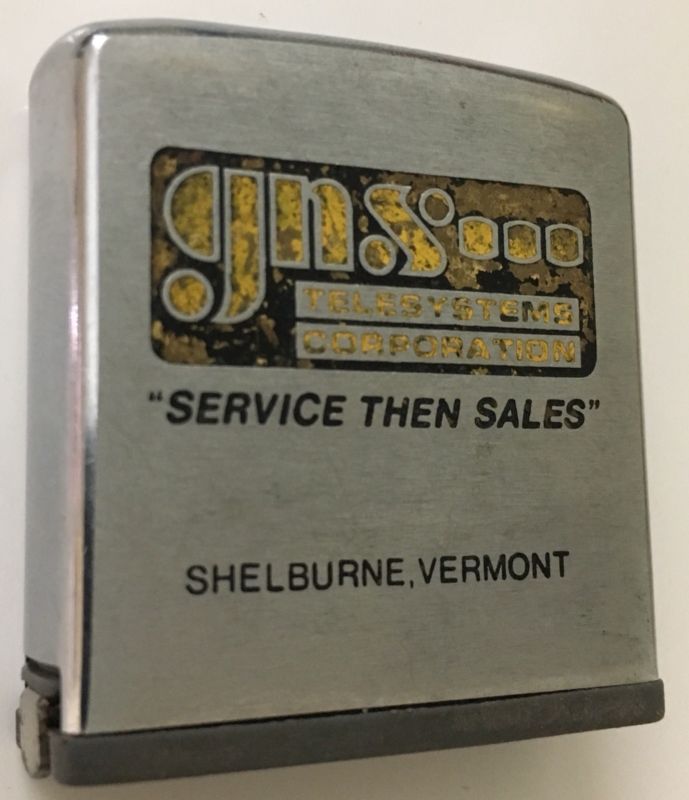 gns
TELESYSTEMS
CORPORATION
"SERVICE THEN SALES"
SHELBURNE, VERMONT